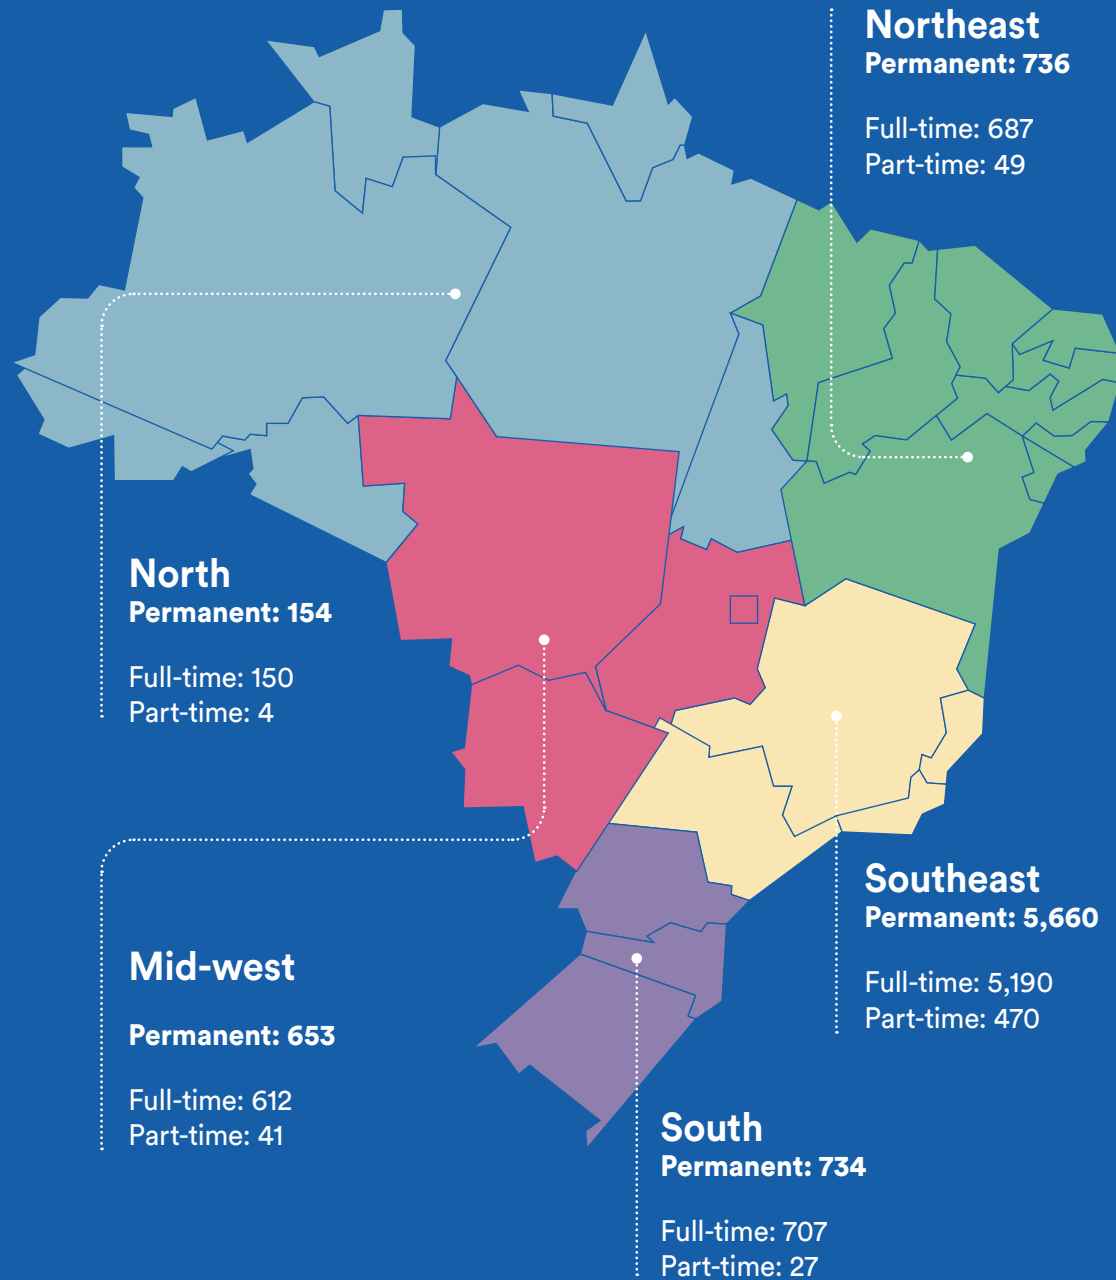 Northeast
Permanent: 736
Full-time: 687
Part-time: 49
North
Permanent: 154
Full-time: 150
Part-time: 4
Southeast
Permanent: 5,660
Full-time: 5,190
Part-time: 470
Mid-west
Permanent: 653
Full-time: 612
Part-time: 41
South
Permanent: 734
Full-time: 707
Part-time: 27